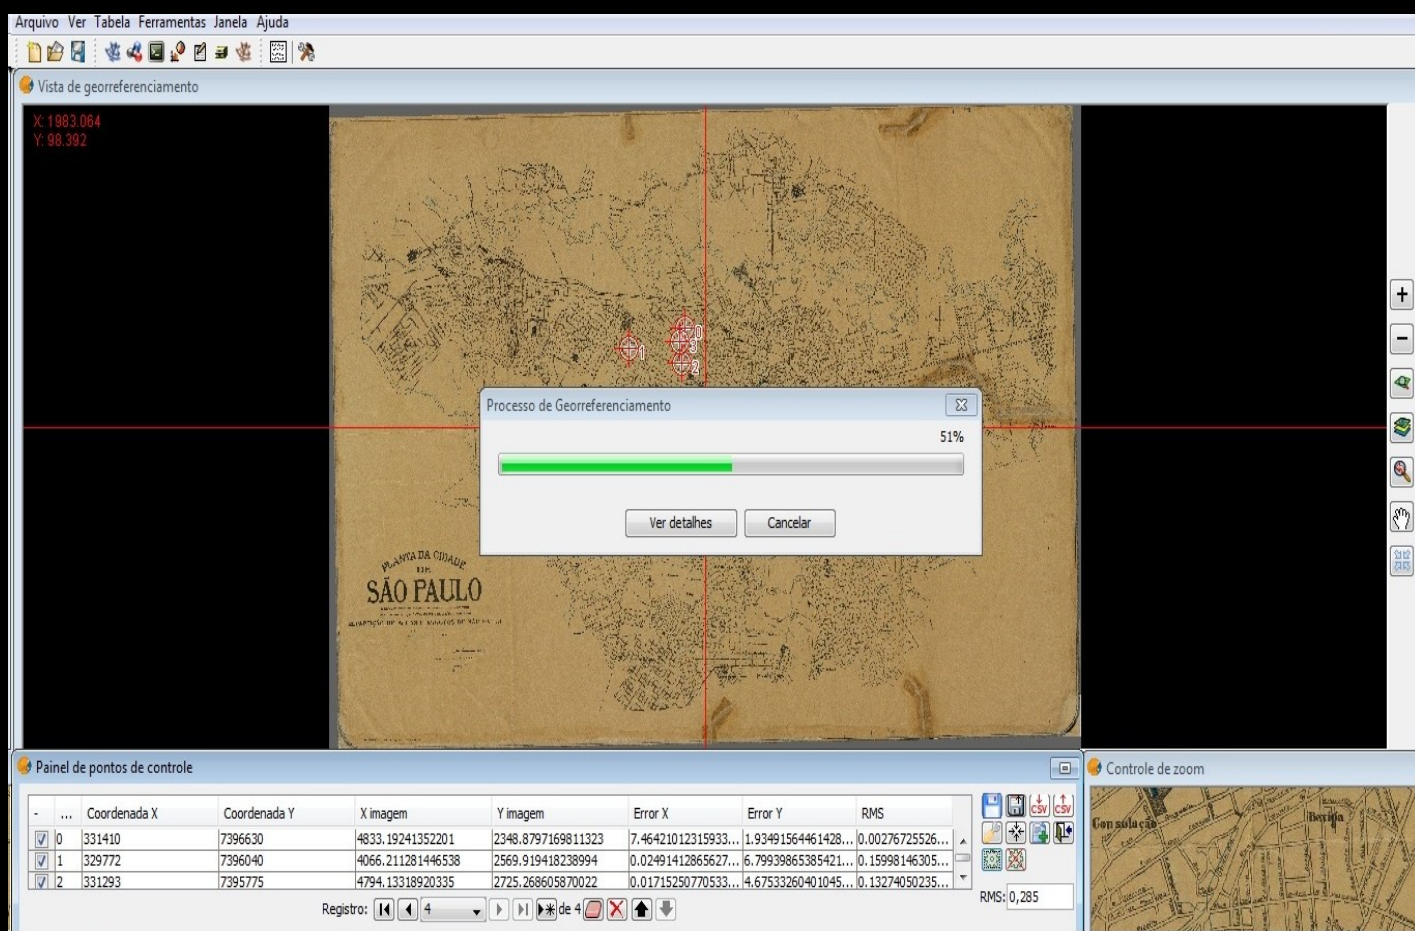 Arquivo Ver Tabela Ferramentas Janela Ajuda
Vista de georreferenciamento
X: 1983.064
Y: 98.392
1
0
3
2
Processo de Georreferenciamento
51%
Ver detalhes
Cancelar
PLANTA DA CIDADE
DE
SÃO PAULO
Painel de pontos de controle
- ... Coordenada X Coordenada Y X imagem Y imagem Error X Error Y RMS
0 331410 7396630 4833.19241352201 2348.8797169811323 7.46421012315933... 1.93491564461428... 0.00276725526...
1 329772 7396040 4066.211281446538 2569.919418238994 0.02491412865627... 6.79939865385421... 0.15998146305...
2 331293 7395775 4794.13318920335 2725.268605870022 0.01715250770533... 4.67533260401045... 0.13274050235...
CSV CSV
RMS: 0,285
Registro: 4 de 4
Controle de zoom
Consolação
Bexiga